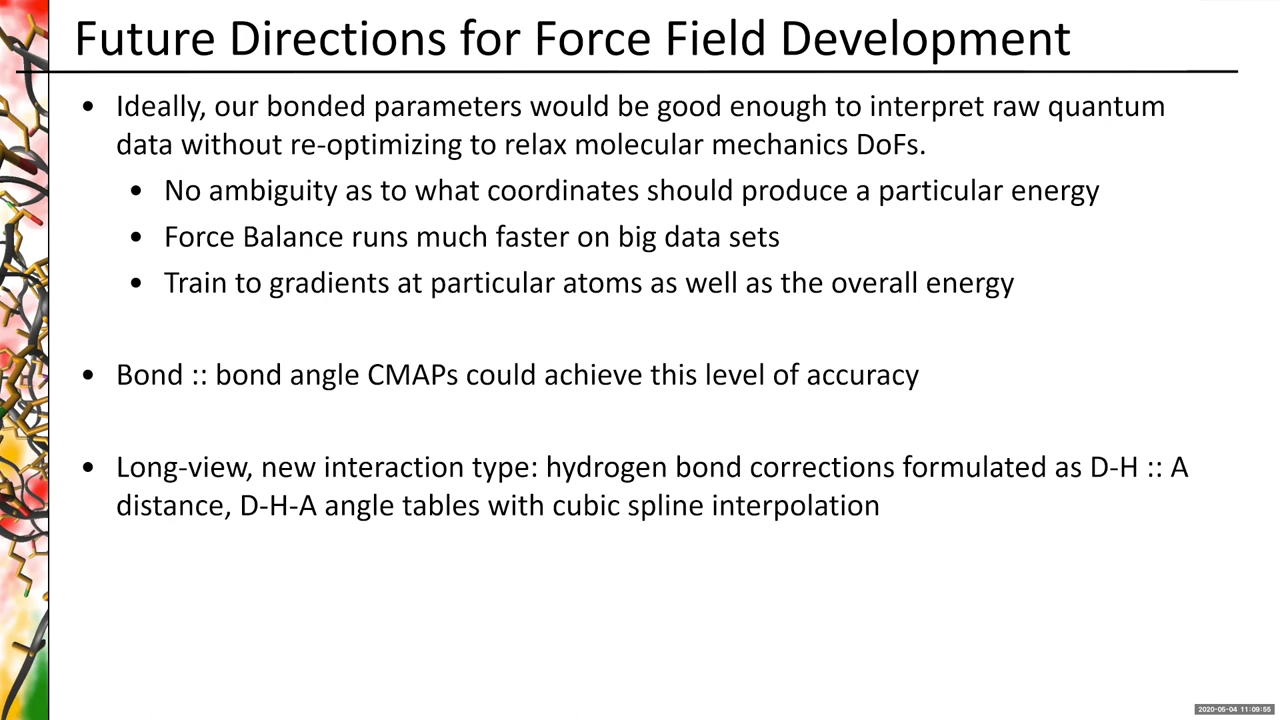 Future Directions for Force Field Development
• Ideally, our bonded parameters would be good enough to interpret raw quantum
data without re-optimizing to relax molecular mechanics DoFs.
• No ambiguity as to what coordinates should produce a particular energy
• Force Balance runs much faster on big data sets
• Train to gradients at particular atoms as well as the overall energy
• Bond :: bond angle CMAPs could achieve this level of accuracy
• Long-view, new interaction type: hydrogen bond corrections formulated as D-H :: A
distance, D-H-A angle tables with cubic spline interpolation
2020-05-04 11:09:55